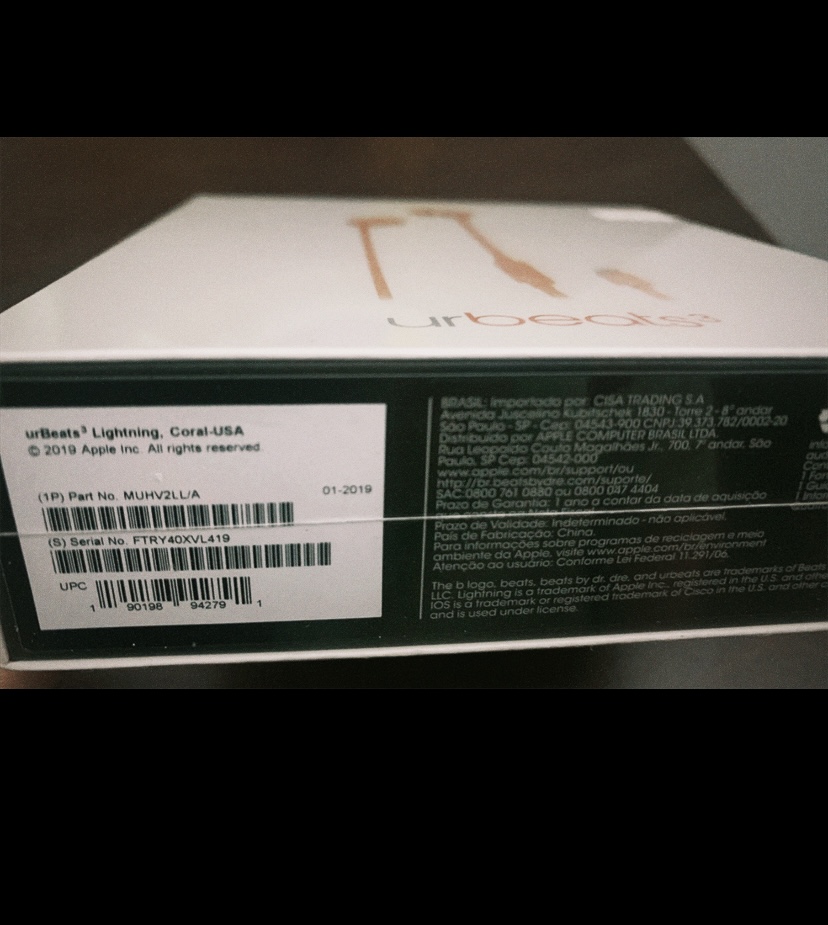 urbeats³
urBeats³ Lightning, Coral-USA
© 2019 Apple Inc. All rights reserved.
(1P) Part No. MUHV2LL/A 01-2019
(S) Serial No. FTRY40XVL419
UPC
1 90198 94279 1
BRASIL: Importado por: CISA TRADING S.A
Avenida Juscelino Kubitschek 1830 - Torre 2 - 8° andar
São Paulo - SP - Cep: 04543-900 CNPJ 39.373.782/0002-20
Distribuído por APPLE COMPUTER BRASIL LTDA.
Rua Leopoldo Couto Magalhães Jr., 700, 7° andar, São
Paulo, SP Cep: 04542-000
www.apple.com/br/support/ou
http://br.beatsbydre.com/suporte/
SAC 0800 761 0880 ou 0800 047 4404
Prazo de Garantia: 1 ano a contar da data de aquisição
Prazo de Validade: Indeterminado - não aplicável.
País de Fabricação: China.
Para informações sobre programas de reciclagem e meio
ambiente da Apple, visite www.apple.com/br/environment
Atenção ao usuário: Conforme Lei Federal 11.291/06.
The b logo, beats, beats by dr. dre, and urbeats are trademarks of Beats
LLC. Lightning is a trademark of Apple Inc., registered in the U.S. and othe
IOS is a trademark or registered trademark of Cisco in the U.S. and other c
and is used under license.